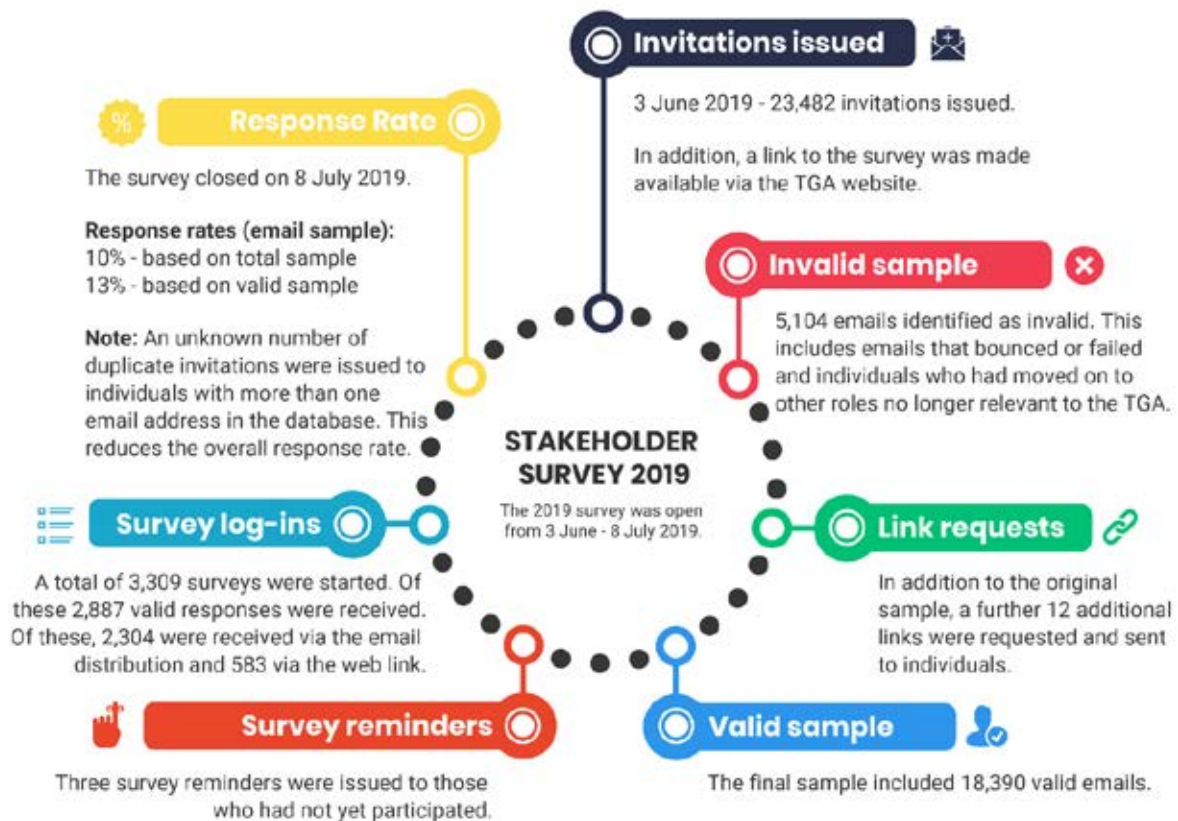 Invitations issued
3 June 2019 - 23,482 invitations issued.
In addition, a link to the survey was made
available via the TGA website.
Invalid sample
5,104 emails identified as invalid. This
includes emails that bounced or failed
and individuals who had moved on to
other roles no longer relevant to the TGA.
Link requests
In addition to the original
sample, a further 12 additional
links were requested and sent
to individuals.
Valid sample
The final sample included 18,390 valid emails.
Survey reminders
Three survey reminders were issued to those
who had not yet participated.
Survey log-ins
A total of 3,309 surveys were started. Of
these 2,887 valid responses were received.
Of these, 2,304 were received via the email
distribution and 583 via the web link.
%
Response Rate
The survey closed on 8 July 2019.
Response rates (email sample):
10% - based on total sample
13% - based on valid sample
Note: An unknown number of
duplicate invitations were issued to
individuals with more than one
email address in the database. This
reduces the overall response rate.
STAKEHOLDER
SURVEY 2019
The 2019 survey was open
from 3 June - 8 July 2019.